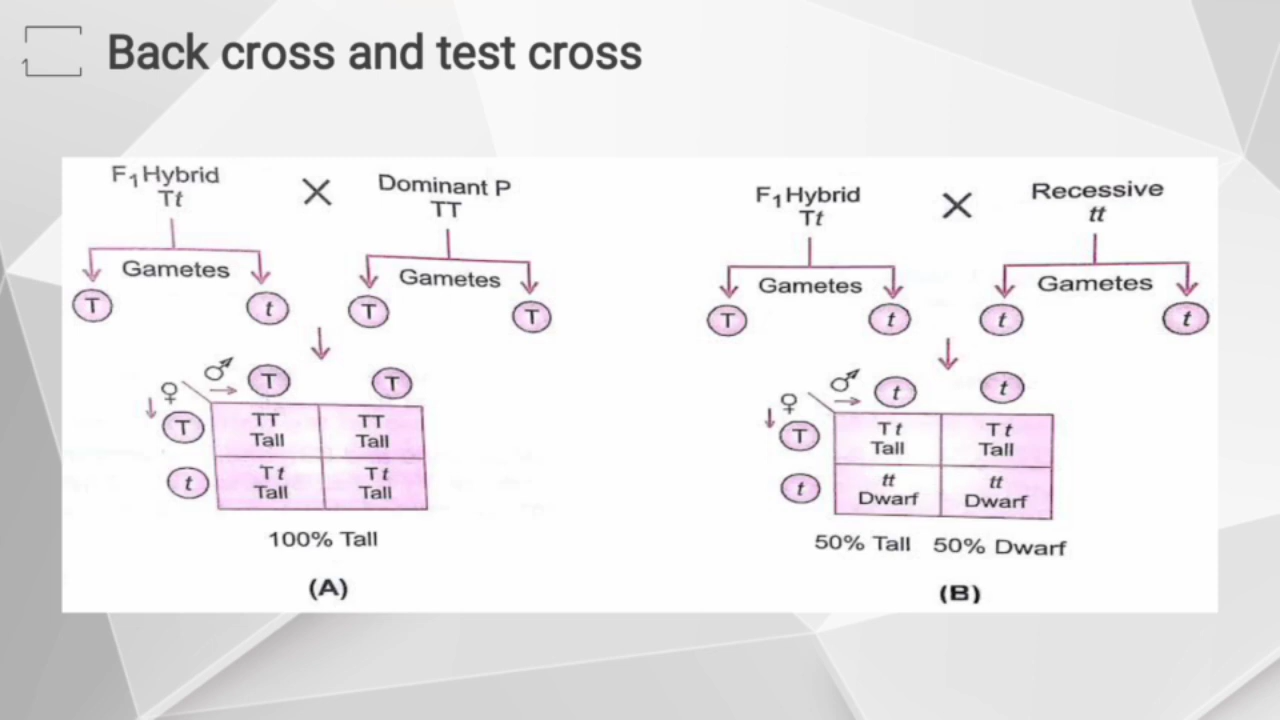 Back cross and test cross
F1 Hybrid
Tt
×
Dominant P
TT
Gametes
Gametes
T
t
T
T
♂
→
T
T
♀
↓
T
TT
Tall
TT
Tall
t
Tt
Tall
Tt
Tall
100% Tall
(A)
F1 Hybrid
Tt
×
Recessive
tt
Gametes
Gametes
T
t
t
t
♂
→
t
t
♀
↓
T
Tt
Tall
Tt
Tall
t
tt
Dwarf
tt
Dwarf
50% Tall 50% Dwarf
(B)